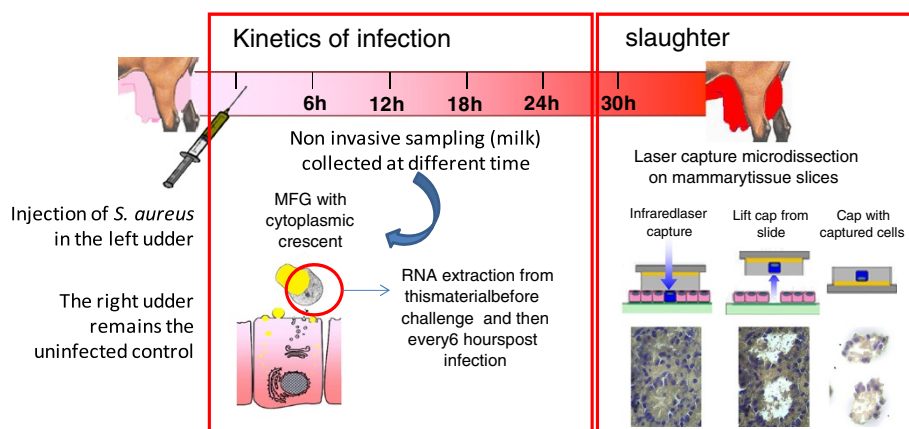 Kinetics of infection
slaughter
6h
12h
18h
24h
30h
Non invasive sampling (milk)
collected at different time
Injection of S. aureus
in the left udder
The right udder
remains the
uninfected control
MFG with
cytoplasmic
crescent
RNA extraction from
thismaterialbefore
challenge and then
every6 hourspost
infection
Laser capture microdissection
on mammarytissue slices
Infraredlaser
capture
Lift cap from
slide
Cap with
captured cells